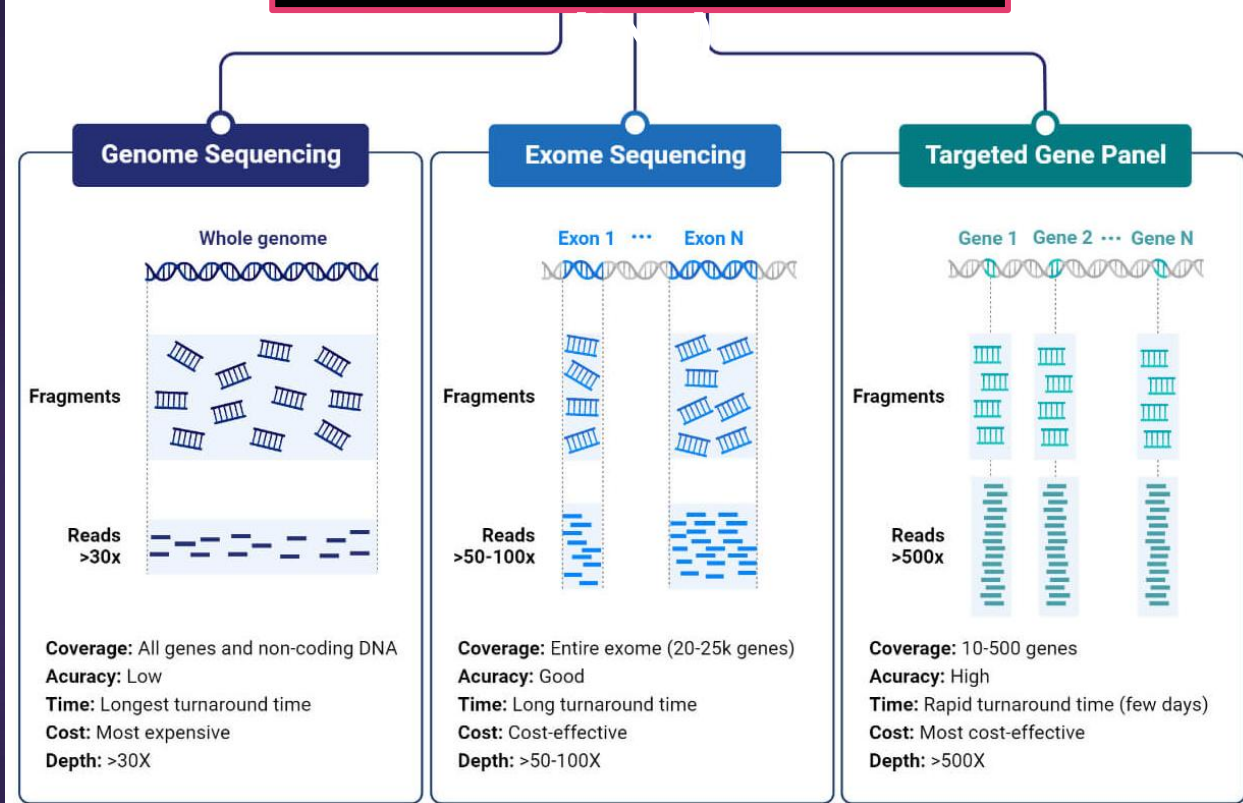 Genome Sequencing
Whole genome
Fragments
Reads
>30x
Coverage: All genes and non-coding DNA
Acuracy: Low
Time: Longest turnaround time
Cost: Most expensive
Depth: >30X
Exome Sequencing
Exon 1 ••• Exon N
Fragments
Reads
>50-100x
Coverage: Entire exome (20-25k genes)
Acuracy: Good
Time: Long turnaround time
Cost: Cost-effective
Depth: >50-100X
Targeted Gene Panel
Gene 1 Gene 2 ••• Gene N
Fragments
Reads
>500x
Coverage: 10-500 genes
Acuracy: High
Time: Rapid turnaround time (few days)
Cost: Most cost-effective
Depth: >500X